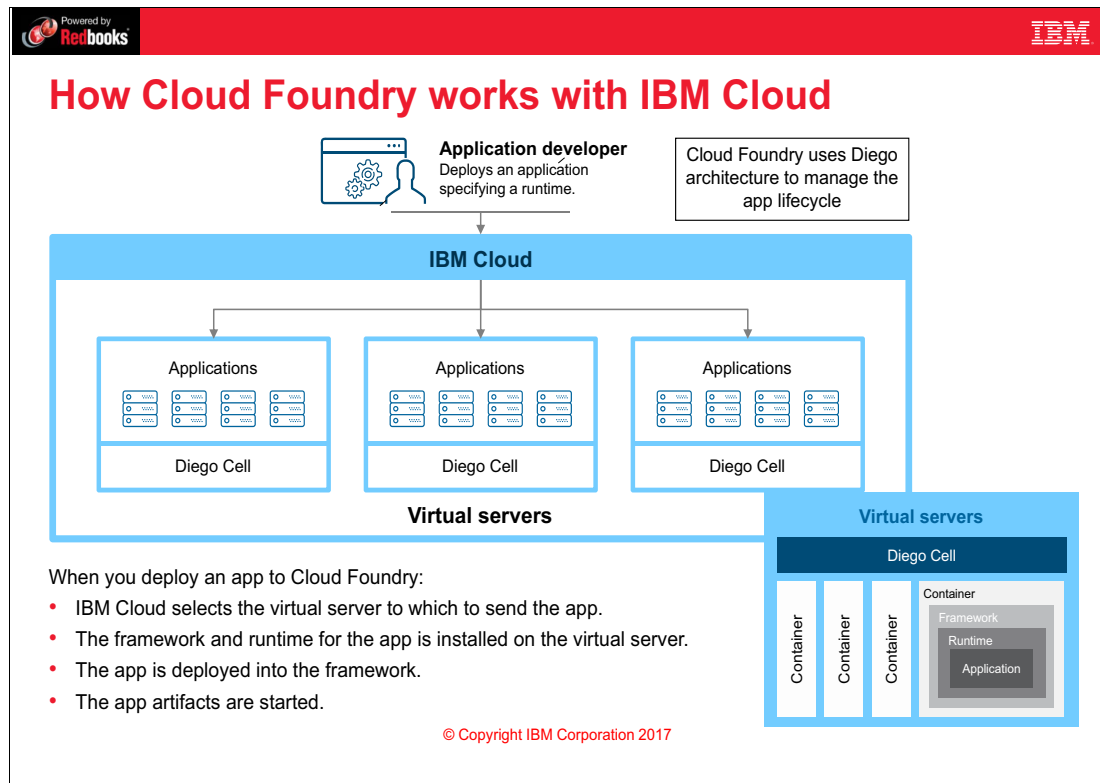 Powered by
Redbooks
IBM.
How Cloud Foundry works with IBM Cloud
Application developer
Deploys an application
specifying a runtime.
Cloud Foundry uses Diego
architecture to manage the
app lifecycle
IBM Cloud
Applications
Applications
Applications
Diego Cell
Diego Cell
Diego Cell
Virtual servers
Virtual servers
Diego Cell
Container
Container
Container
Container
Framework
Runtime
Application
When you deploy an app to Cloud Foundry:
• IBM Cloud selects the virtual server to which to send the app.
• The framework and runtime for the app is installed on the virtual server.
• The app is deployed into the framework.
• The app artifacts are started.
© Copyright IBM Corporation 2017